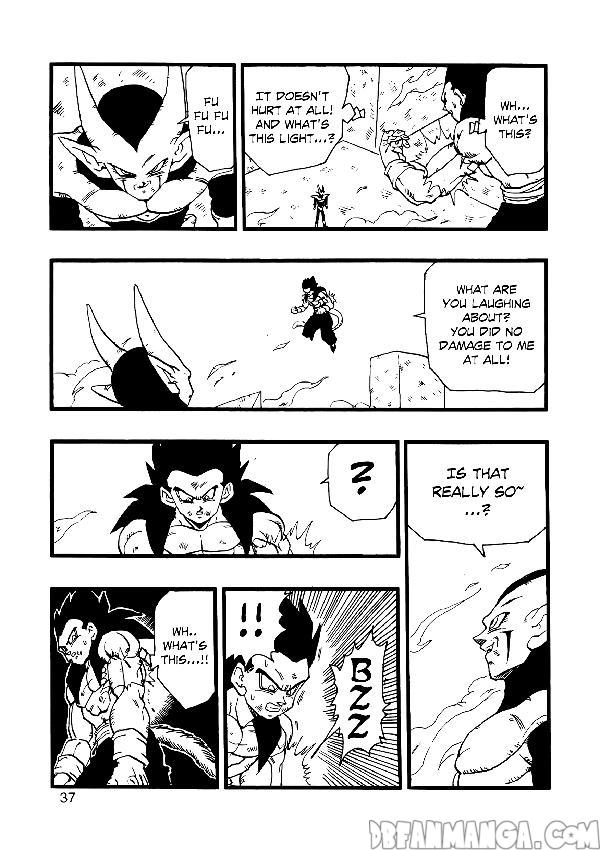 WH...
WHAT'S
THIS?
IT DOESN'T
HURT AT ALL!
AND WHAT'S
THIS LIGHT...?
FU
FU FU
FU...
WHAT ARE
YOU LAUGHING
ABOUT?
YOU DID NO
DAMAGE TO ME
AT ALL!
IS THAT
REALLY SO~
...?
?
BZZ
!!
WH..
WHAT'S
THIS...!!
37
DBFANMANGA.COM